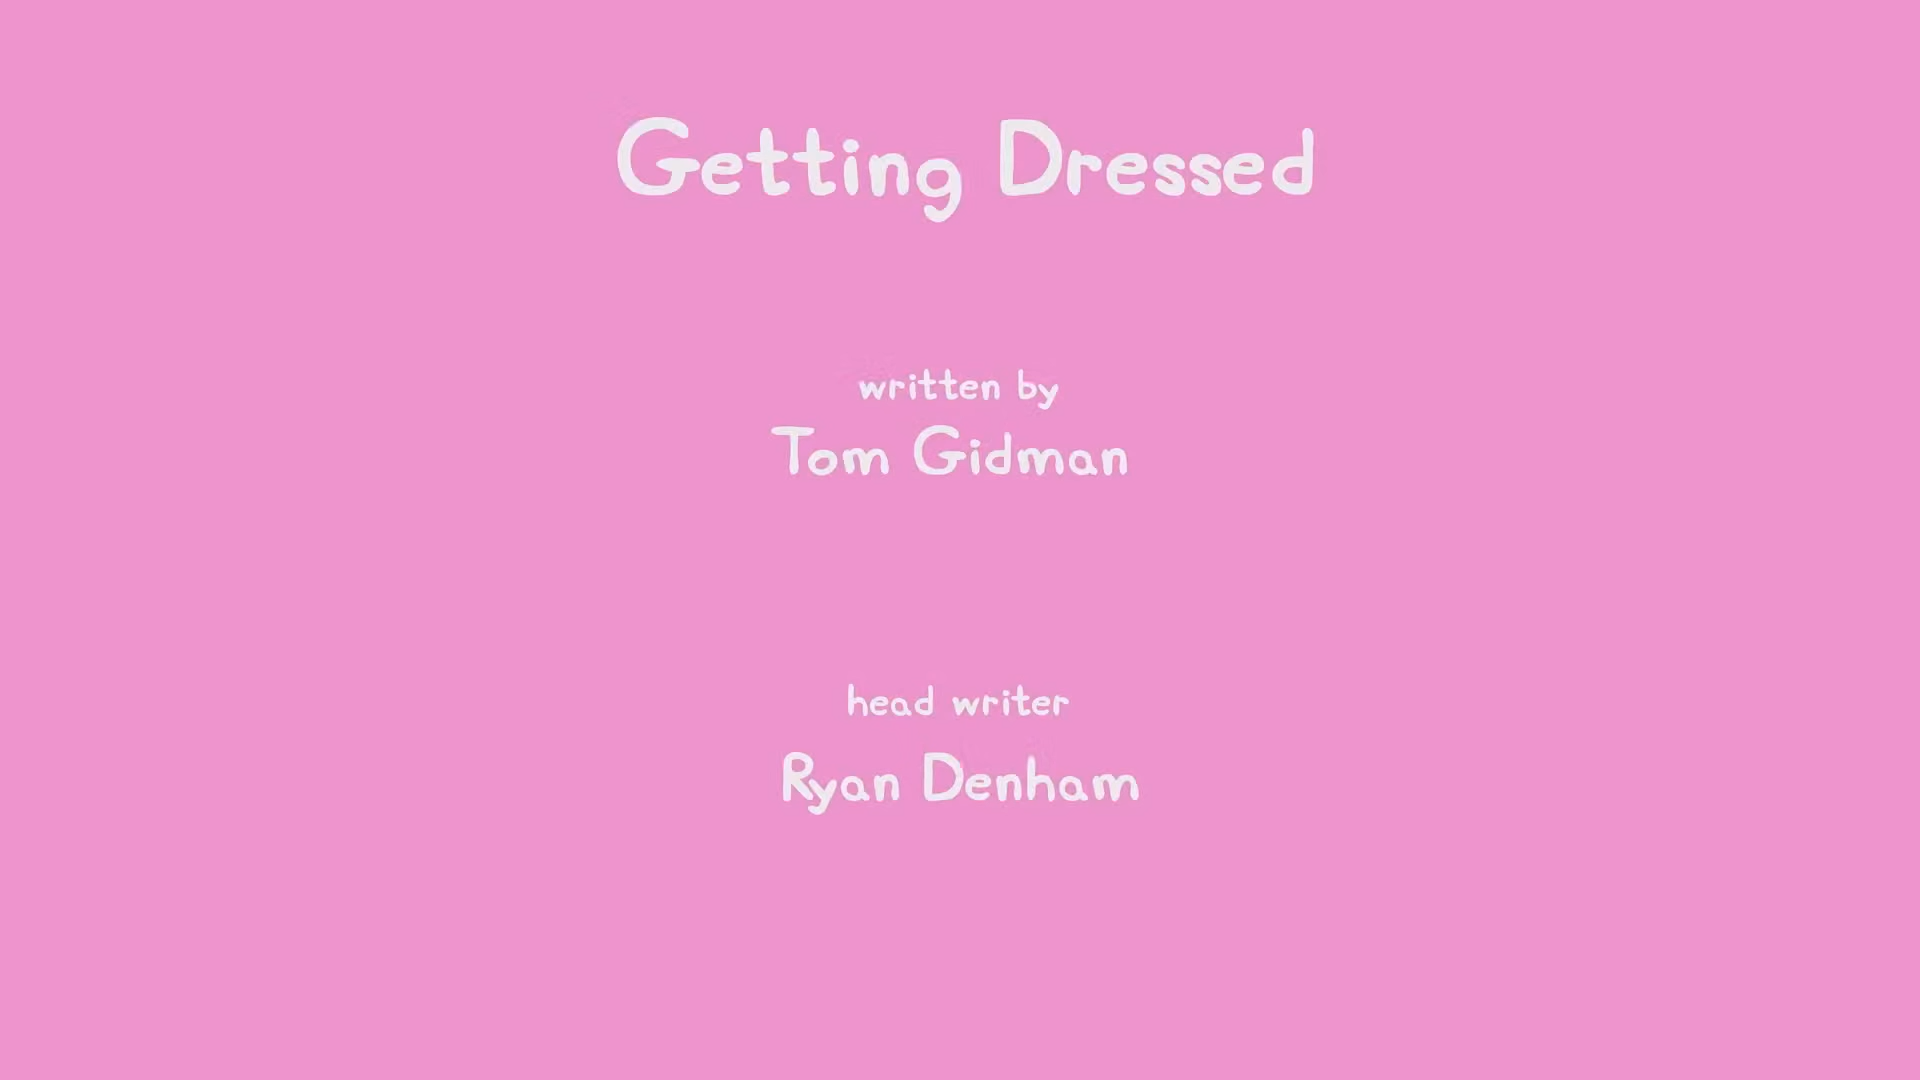 Getting Dressed
written by
Tom Gidman
head writer
Ryan Denham